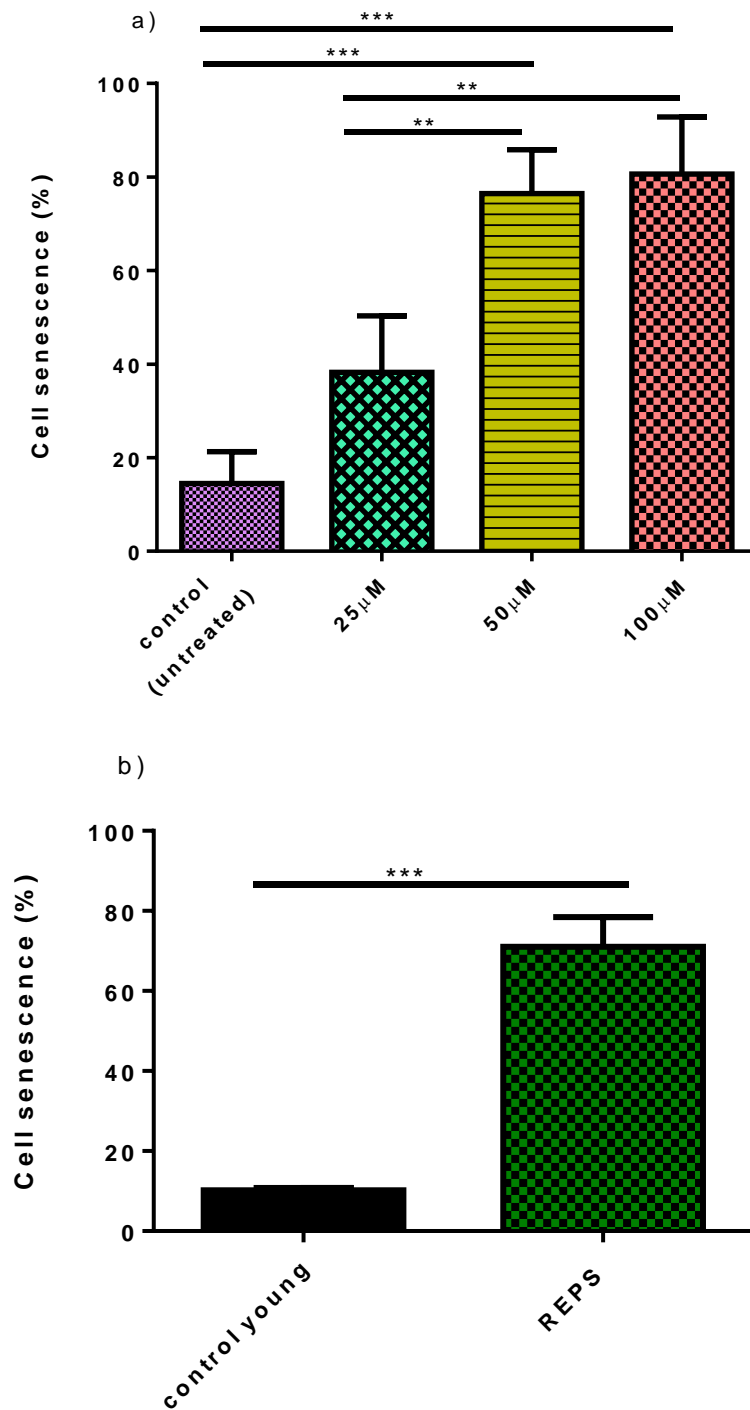 a)
***
***
**
**
Cell senescence (%)
100
80
60
40
20
0
control
(untreated)
25μM
50μM
100μM
b)
***
Cell senescence (%)
100
80
60
40
20
0
control young
REPS